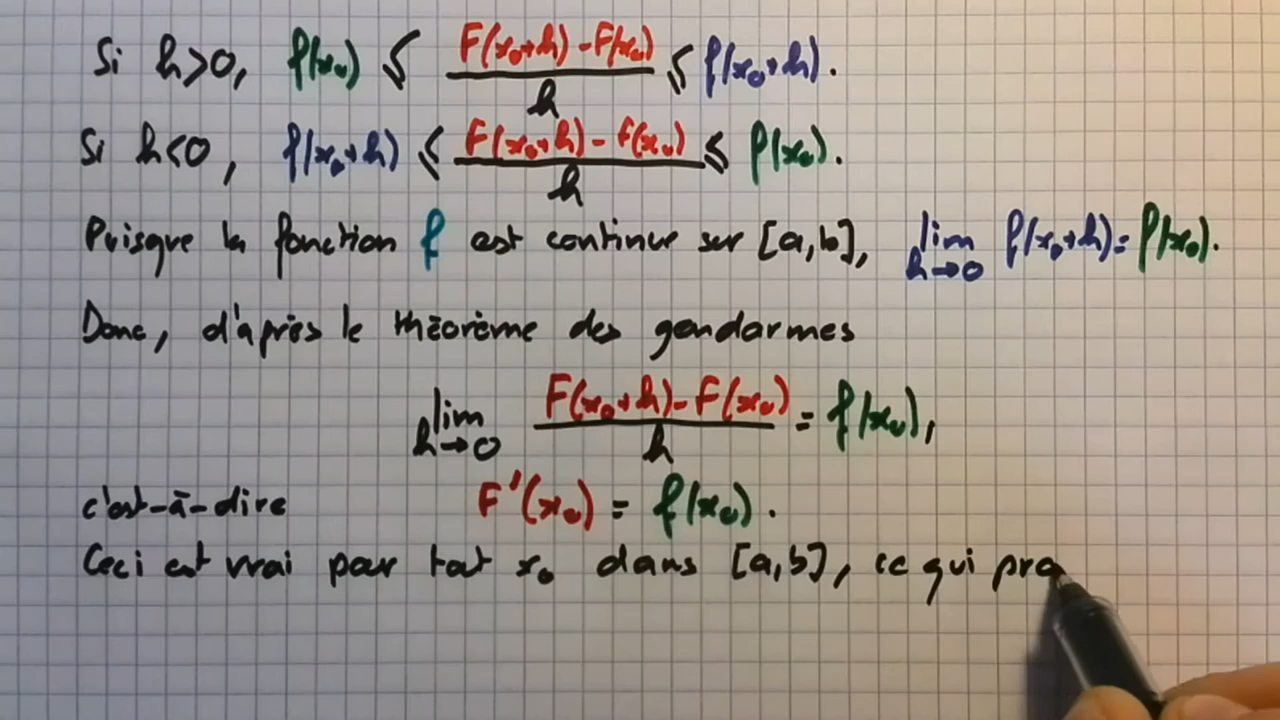 Si h>0, f(x₀) ⩽ F(x₀+h) - F(x₀) / h ⩽ f(x₀+h).
Si h<0, f(x₀+h) ⩽ F(x₀+h) - F(x₀) / h ⩽ f(x₀).
Puisque la fonction f est continue sur [a,b], lim h→0 f(x₀+h) = f(x₀).
Donc, d'après le théorème des gendarmes
lim h→0 F(x₀+h) - F(x₀) / h = f(x₀),
c'est-à-dire F'(x₀) = f(x₀).
Ceci est vrai pour tout x₀ dans [a,b], ce qui pro